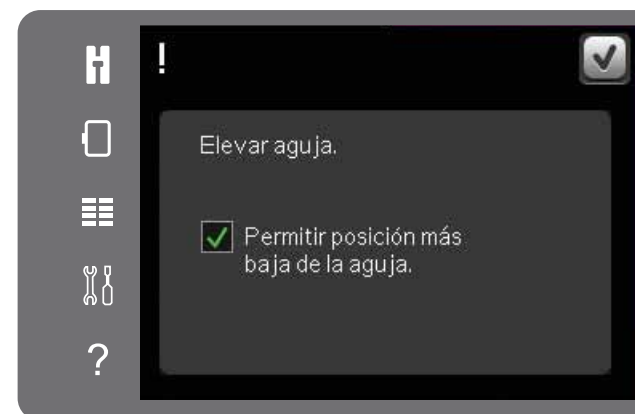 !
Elevar aguja.
Permitir posición más
baja de la aguja.
?